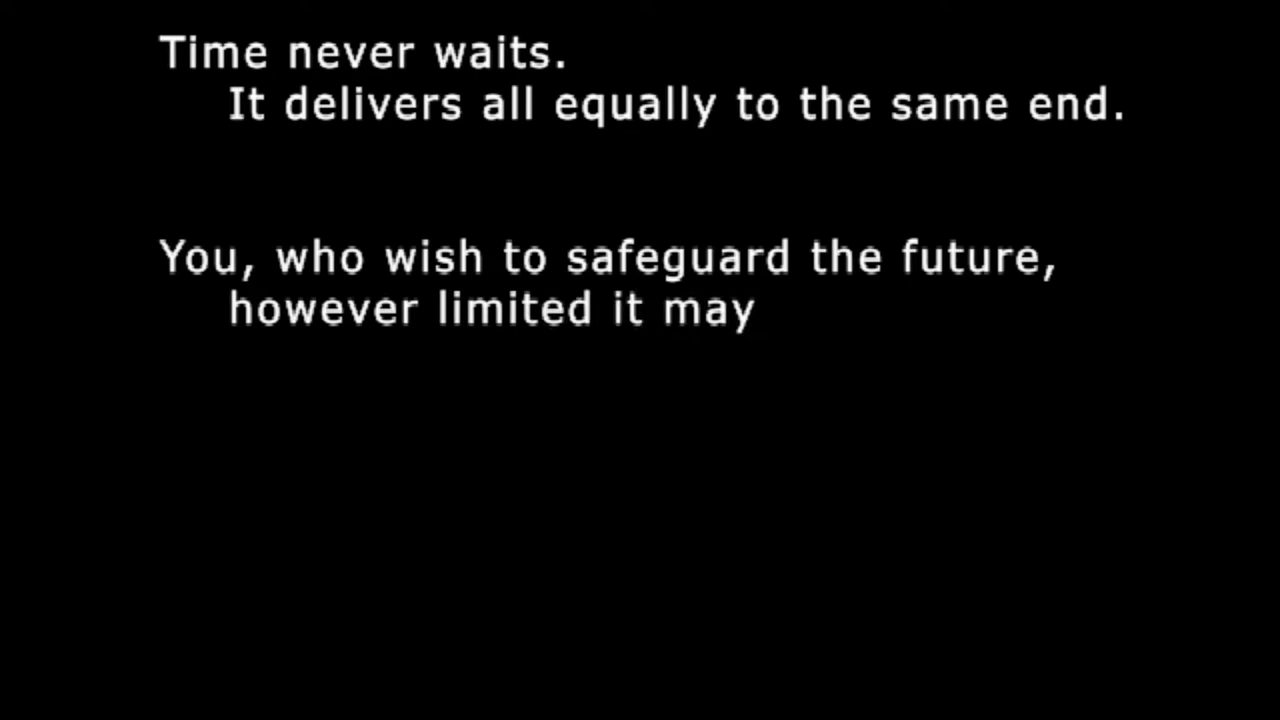 Time never waits.
It delivers all equally to the same end.
You, who wish to safeguard the future,
however limited it may